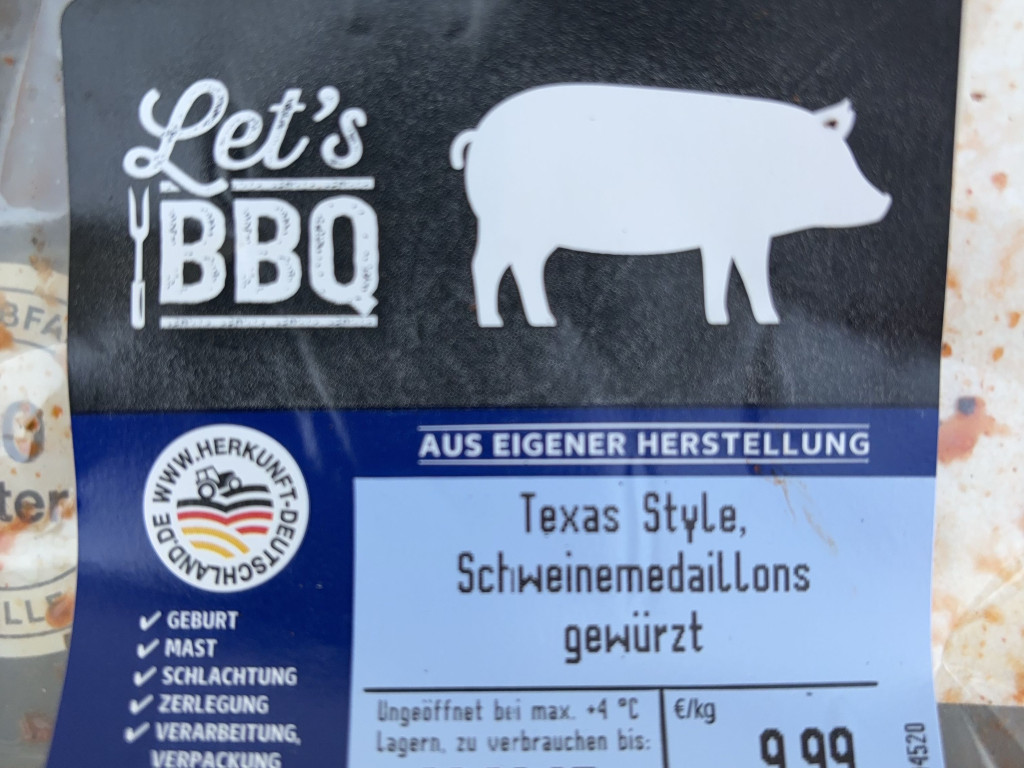 Let's
BBQ
AUS EIGENER HERSTELLUNG
WWW.HERKUNFT-DEUTSCHLAND.DE
Texas Style,
Schweinemedaillons
gewürzt
✓ GEBURT
✓ MAST
✓ SCHLACHTUNG
✓ ZERLEGUNG
✓ VERARBEITUNG,
VERPACKUNG
Ungeöffnet bei max. +4 °C
Lagern, zu verbrauchen bis:
€/kg
9,99
4520